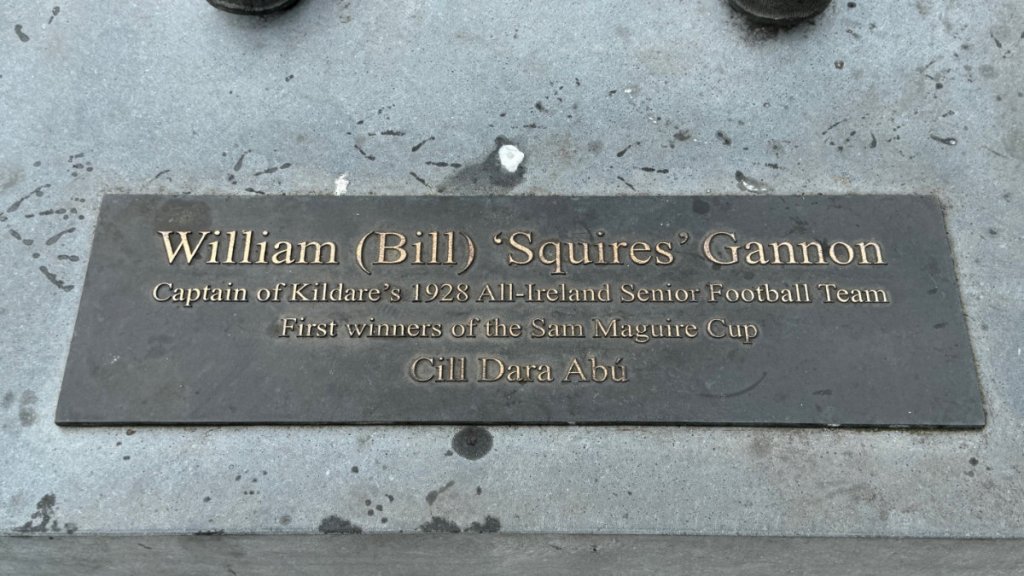 William (Bill) ‘Squires’ Gannon
Captain of Kildare’s 1928 All-Ireland Senior Football Team
First winners of the Sam Maguire Cup
Cill Dara Abú